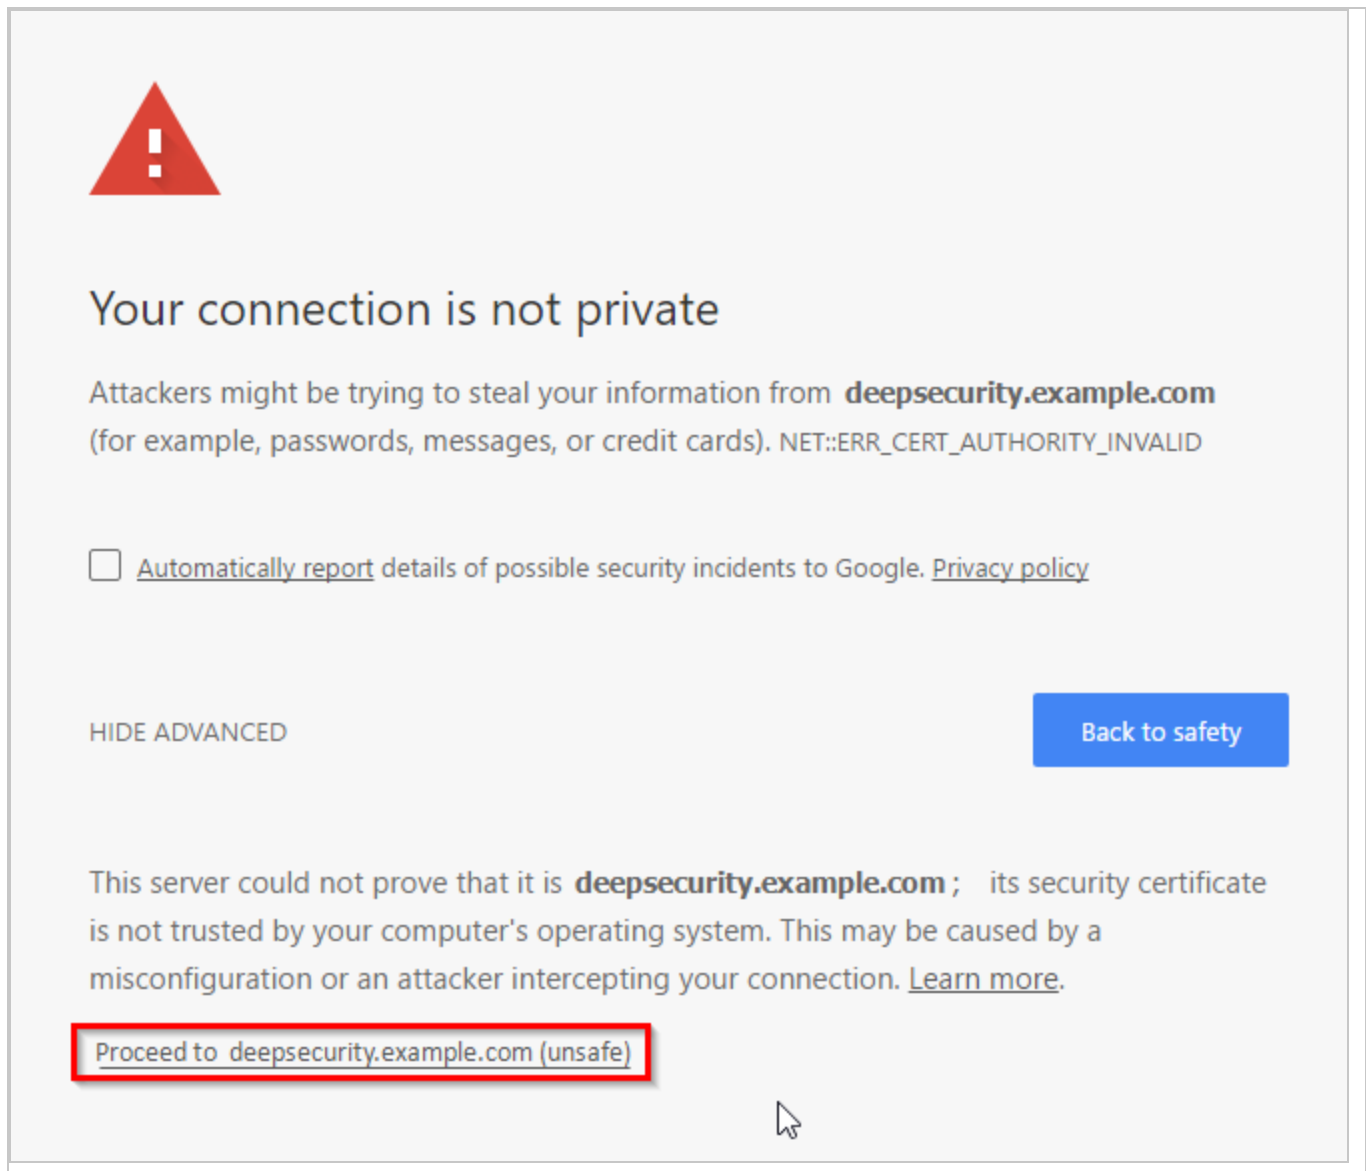 Your connection is not private
Attackers might be trying to steal your information from deepsecurity.example.com
(for example, passwords, messages, or credit cards). NET::ERR_CERT_AUTHORITY_INVALID
Automatically report details of possible security incidents to Google. Privacy policy
HIDE ADVANCED
Back to safety
This server could not prove that it is deepsecurity.example.com ; its security certificate
is not trusted by your computer's operating system. This may be caused by a
misconfiguration or an attacker intercepting your connection. Learn more.
Proceed to deepsecurity.example.com (unsafe)